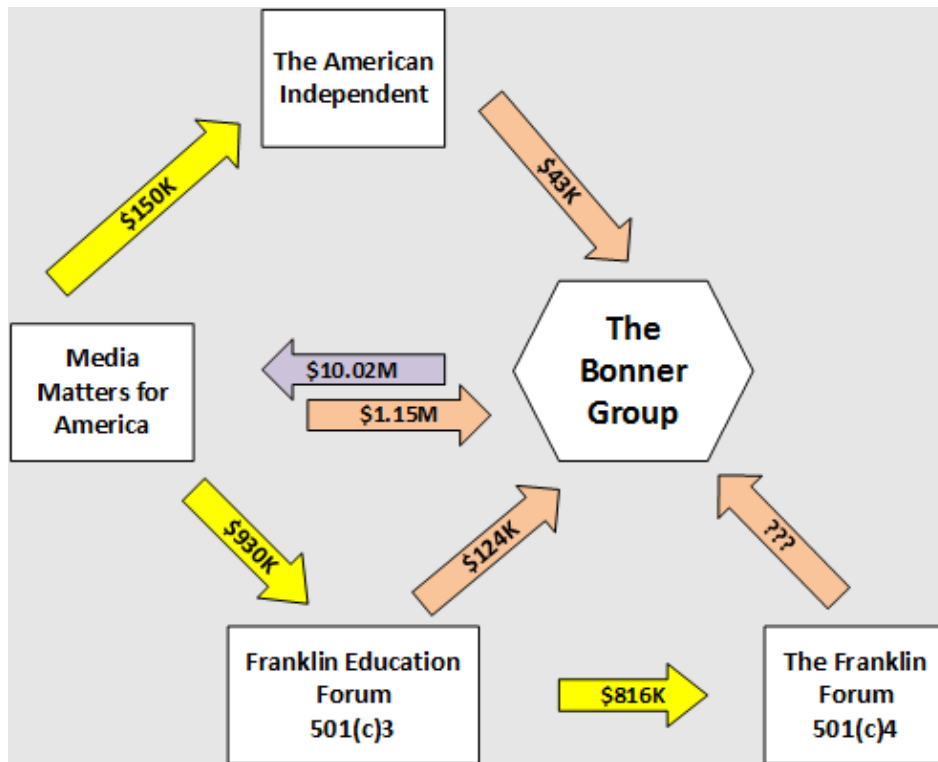 The American
Independent
$150K
$43K
The
Bonner
Group
Media
Matters for
America
$10.02M
$1.15M
$930K
$124K
???
Franklin Education
Forum
501(c)3
$816K
The Franklin
Forum
501(c)4